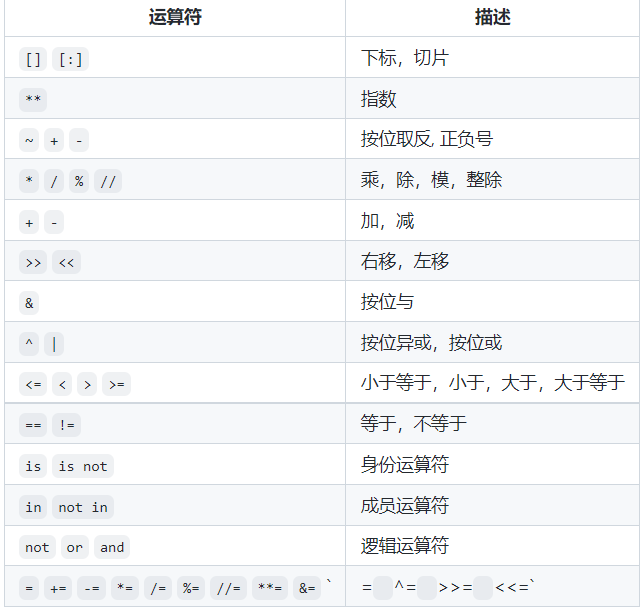 运算符 描述
[] [:] 下标，切片
** 指数
~ + - 按位取反, 正负号
* / % // 乘，除，模，整除
+ - 加，减
>> << 右移，左移
& 按位与
^ | 按位异或，按位或
<= < > >= 小于等于，小于，大于，大于等于
== != 等于，不等于
is is not 身份运算符
in not in 成员运算符
not or and 逻辑运算符
= += -= *= /= %= //= **= &= ` = ^= >>= <<=`